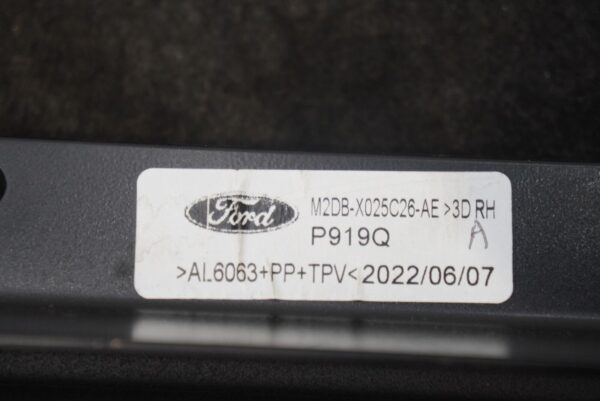 Ford
M2DB-X025C26-AE >3D RH
P919Q A
>AL6063+PP+TPV< 2022/06/07